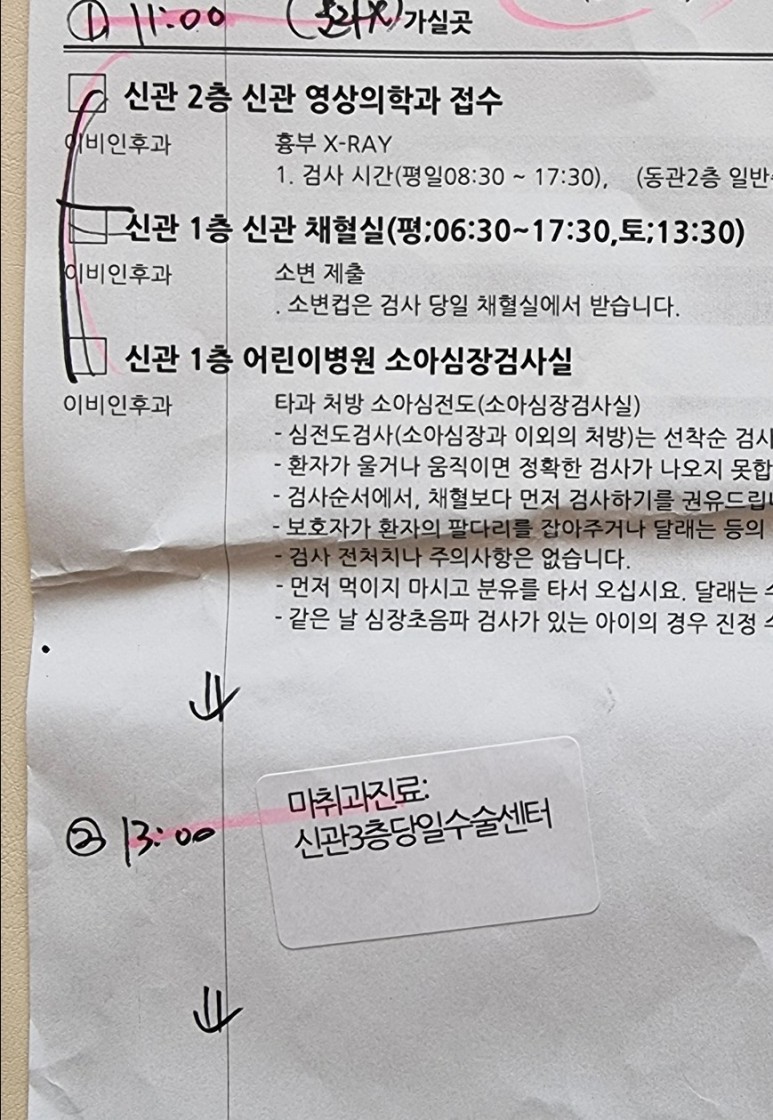 ① 11:00 가실곳
신관 2층 신관 영상의학과 접수
이비인후과 흉부 X-RAY
1. 검사 시간(평일08:30 ~ 17:30), (동관2층 일반
신관 1층 신관 채혈실(평;06:30~17:30,토;13:30)
이비인후과 소변 제출
. 소변컵은 검사 당일 채혈실에서 받습니다.
신관 1층 어린이병원 소아심장검사실
이비인후과 타과 처방 소아심전도(소아심장검사실)
- 심전도검사(소아심장과 이외의 처방)는 선착순 검사
- 환자가 울거나 움직이면 정확한 검사가 나오지 못합
- 검사순서에서, 채혈보다 먼저 검사하기를 권유드립니
- 보호자가 환자의 팔다리를 잡아주거나 달래는 등의
- 검사 전처치나 주의사항은 없습니다.
- 먼저 먹이지 마시고 분유를 타서 오십시요. 달래는
- 같은 날 심장초음파 검사가 있는 아이의 경우 진정
② 13:00 마취과진료:
신관3층당일수술센터